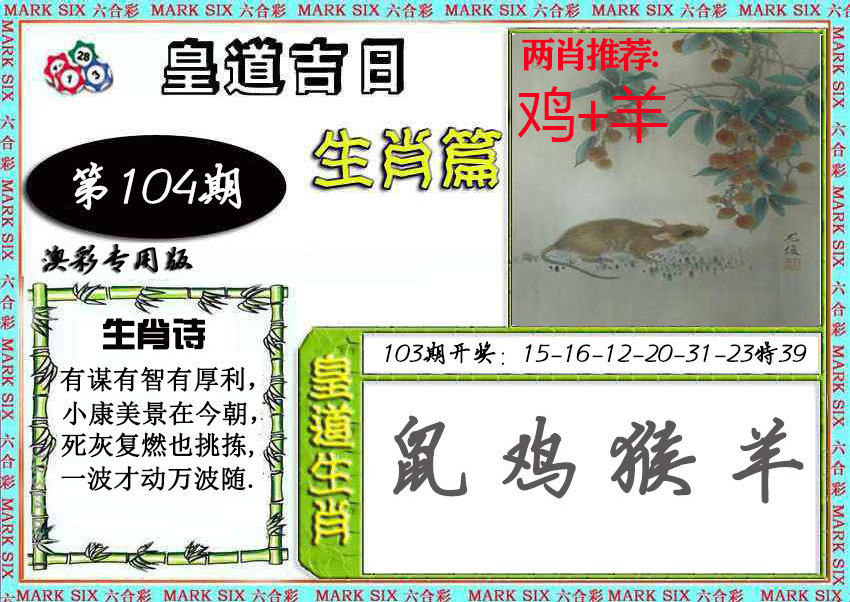 MARK SIX 六合彩 MARK SIX 六合彩 MARK SIX 六合彩 MARK SIX 六合彩 MARK SIX 六合彩 MARK SIX 六合彩
28
1
3
皇道吉日
生肖篇
第104期
澳彩专用版
两肖推荐:
鸡+羊
生肖诗
有谋有智有厚利，
小康美景在今朝，
死灰复燃也挑拣，
一波才动万波随.
皇道生肖
103期开奖：15-16-12-20-31-23特39
鼠 鸡 猴 羊
MARK SIX 六合彩 MARK SIX 六合彩 MARK SIX 六合彩 MARK SIX 六合彩 MARK SIX 六合彩 MARK SIX